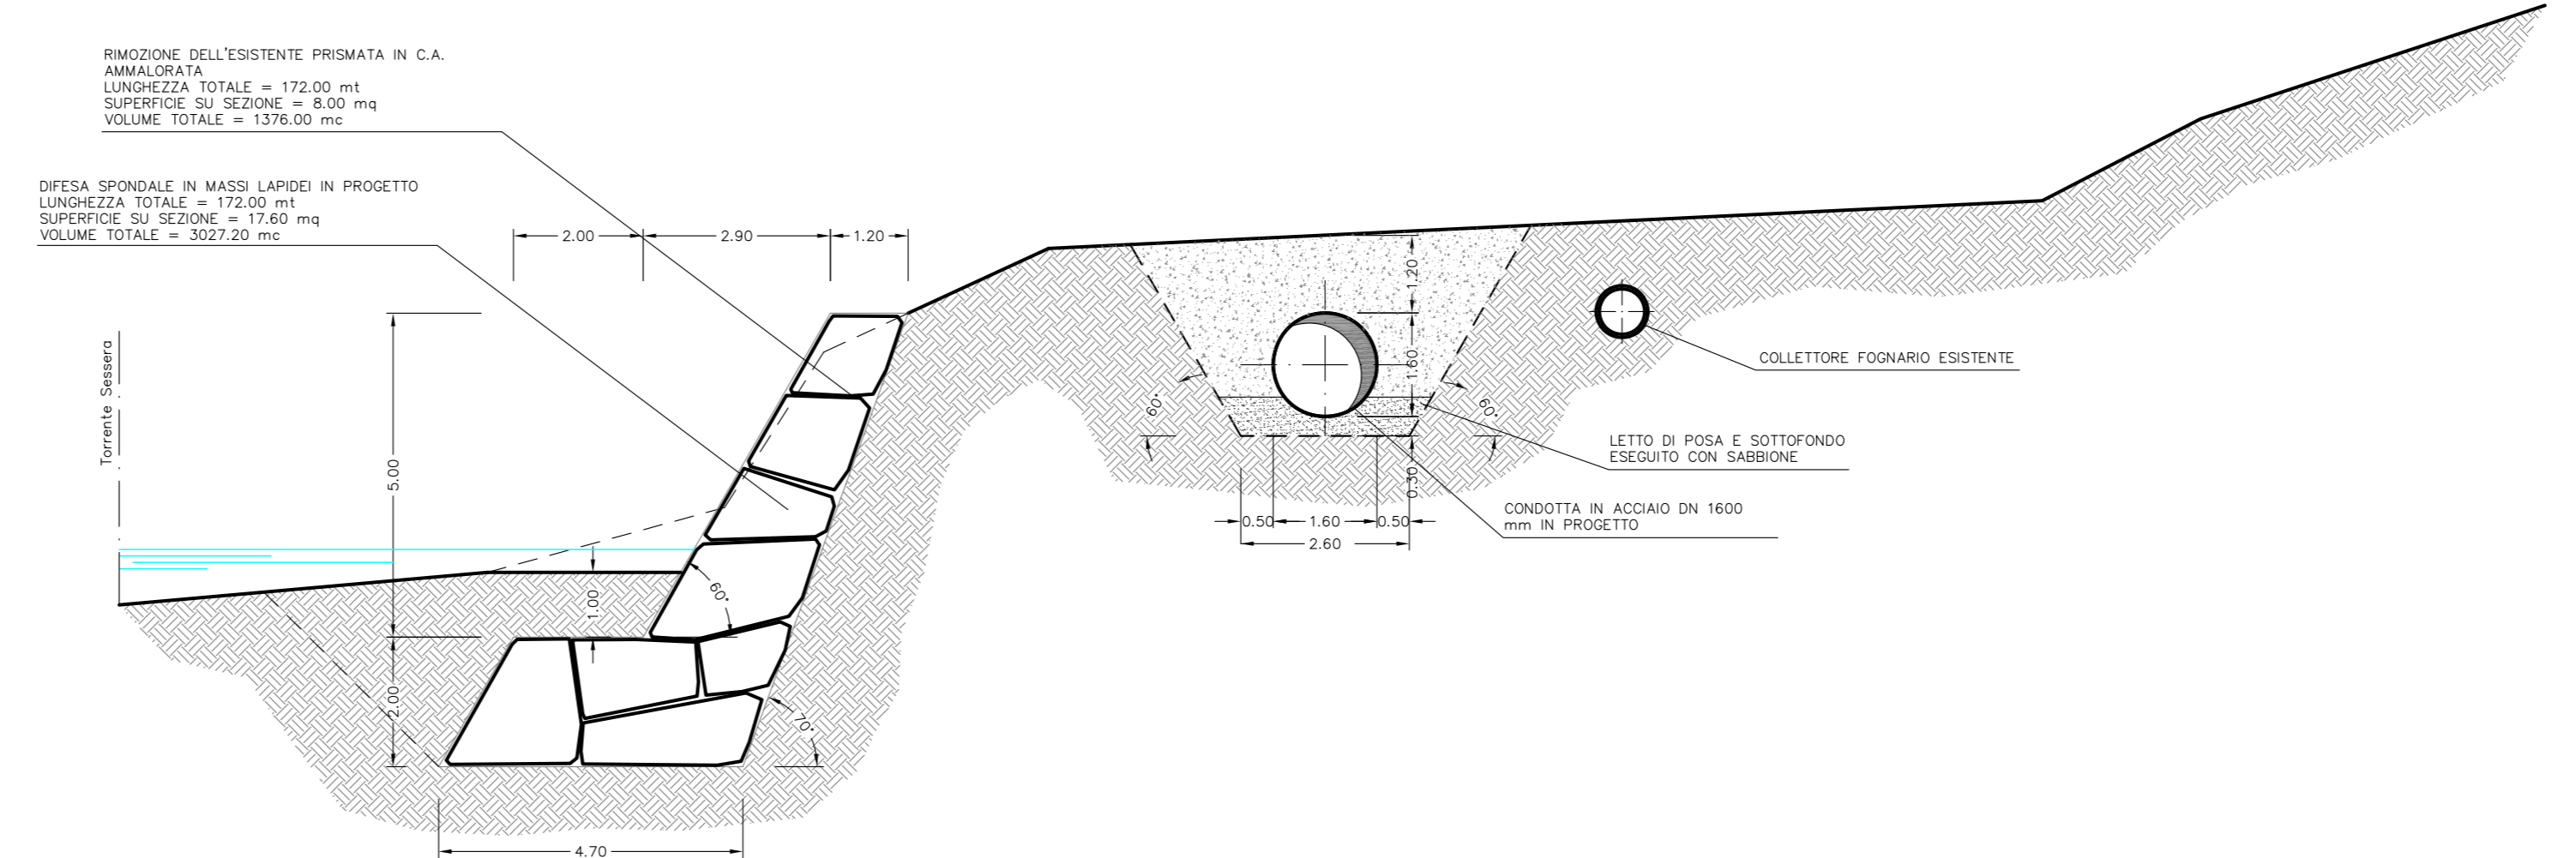 RIMOZIONE DELL'ESISTENTE PRISMATA IN C.A.
AMMALORATA
LUNGHEZZA TOTALE = 172.00 mt
SUPERFICIE SU SEZIONE = 8.00 mq
VOLUME TOTALE = 1376.00 mc
DIFESA SPONDALE IN MASSI LAPIDEI IN PROGETTO
LUNGHEZZA TOTALE = 172.00 mt
SUPERFICIE SU SEZIONE = 17.60 mq
VOLUME TOTALE = 3027.20 mc
2.00
2.90
1.20
Torrente Sessera
5.00
1.00
60°
2.00
70°
4.70
1.20
1.60
60°
60°
0.30
0.50
1.60
0.50
2.60
COLLETTORE FOGNARIO ESISTENTE
LETTO DI POSA E SOTTOFONDO
ESEGUITO CON SABBIONE
CONDOTTA IN ACCIAIO DN 1600
mm IN PROGETTO